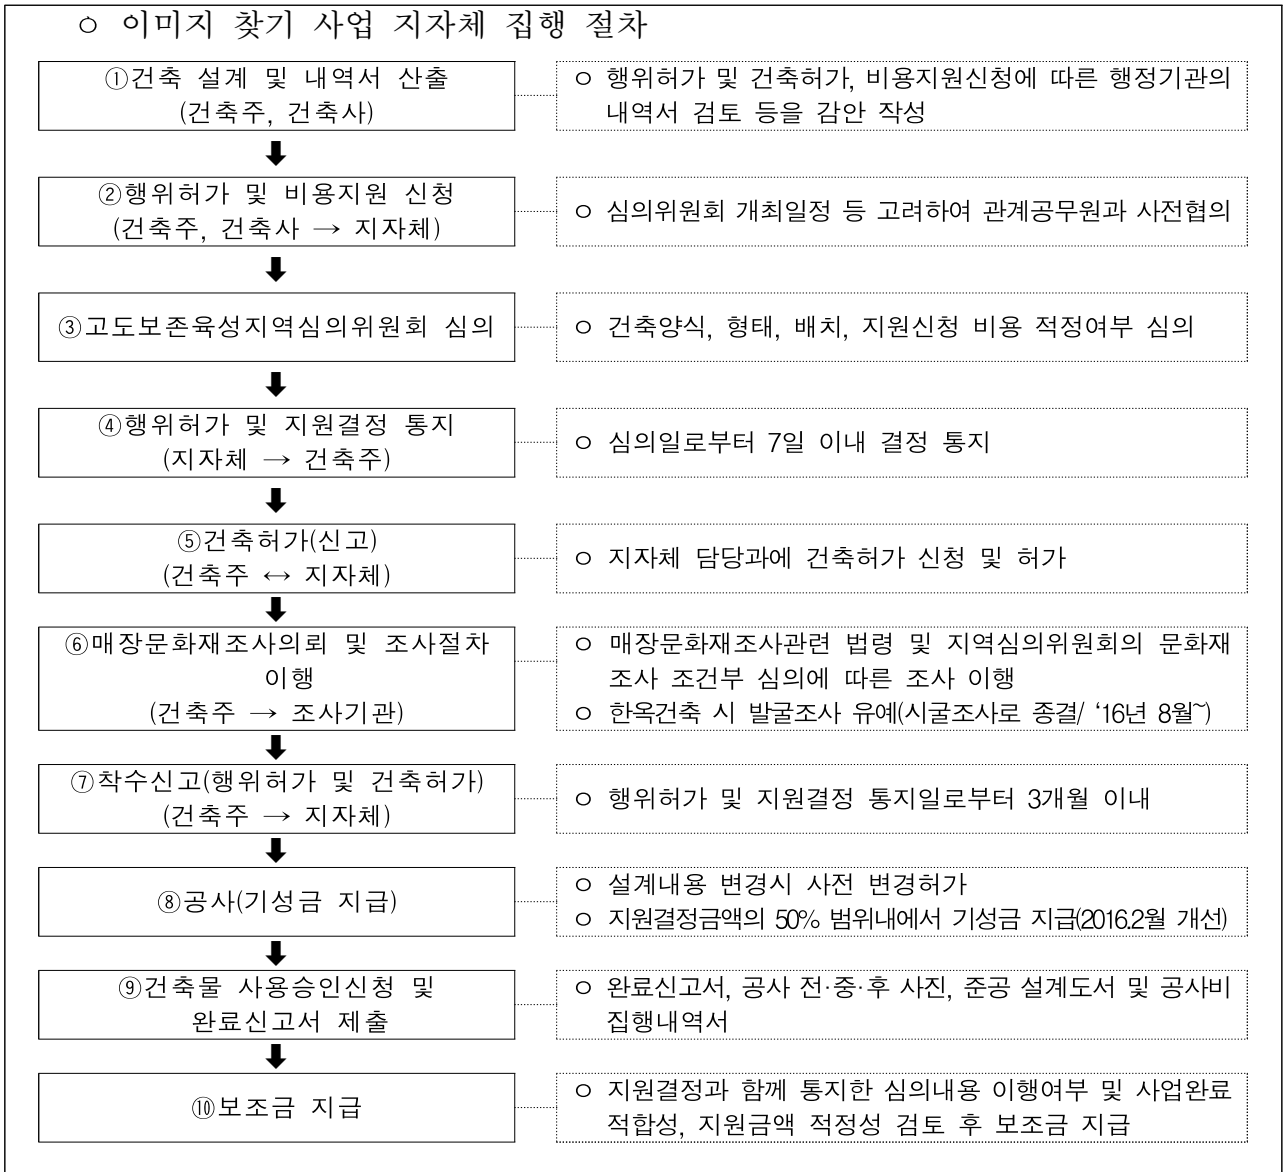 ㅇ 이미지 찾기 사업 지자체 집행 절차
①건축 설계 및 내역서 산출
(건축주, 건축사)
ㅇ 행위허가 및 건축허가, 비용지원신청에 따른 행정기관의
내역서 검토 등을 감안 작성
②행위허가 및 비용지원 신청
(건축주, 건축사 → 지자체)
ㅇ 심의위원회 개최일정 등 고려하여 관계공무원과 사전협의
③고도보존육성지역심의위원회 심의
ㅇ 건축양식, 형태, 배치, 지원신청 비용 적정여부 심의
④행위허가 및 지원결정 통지
(지자체 → 건축주)
ㅇ 심의일로부터 7일 이내 결정 통지
⑤건축허가(신고)
(건축주 ↔ 지자체)
ㅇ 지자체 담당과에 건축허가 신청 및 허가
⑥매장문화재조사의뢰 및 조사절차
이행
(건축주 → 조사기관)
ㅇ 매장문화재조사관련 법령 및 지역심의위원회의 문화재
조사 조건부 심의에 따른 조사 이행
ㅇ 한옥건축 시 발굴조사 유예(시굴조사로 종결/ ‘16년 8월~)
⑦착수신고(행위허가 및 건축허가)
(건축주 → 지자체)
ㅇ 행위허가 및 지원결정 통지일로부터 3개월 이내
⑧공사(기성금 지급)
ㅇ 설계내용 변경시 사전 변경허가
ㅇ 지원결정금액의 50% 범위내에서 기성금 지급(2016.2월 개선)
⑨건축물 사용승인신청 및
완료신고서 제출
ㅇ 완료신고서, 공사 전·중·후 사진, 준공 설계도서 및 공사비
집행내역서
⑩보조금 지급
ㅇ 지원결정과 함께 통지한 심의내용 이행여부 및 사업완료
적합성, 지원금액 적정성 검토 후 보조금 지급